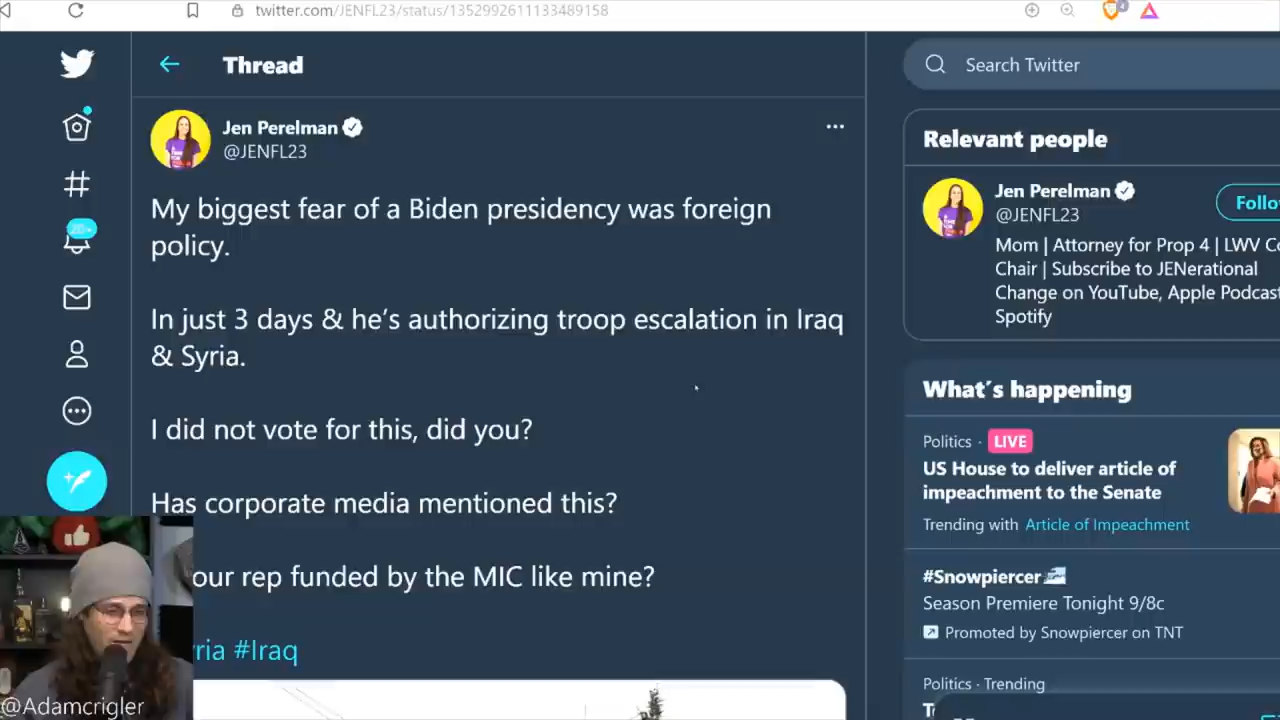 twitter.com/JENFL23/status/1352992611133489158
4
Thread
Search Twitter
Jen Perelman
@JENFL23
My biggest fear of a Biden presidency was foreign
policy.
In just 3 days & he's authorizing troop escalation in Iraq
& Syria.
I did not vote for this, did you?
Has corporate media mentioned this?
our rep funded by the MIC like mine?
ria #Iraq
20+
Relevant people
Jen Perelman
@JENFL23
Follo
Mom | Attorney for Prop 4 | LWV Co
Chair | Subscribe to JENerational
Change on YouTube, Apple Podcast
Spotify
What's happening
Politics · LIVE
US House to deliver article of
impeachment to the Senate
Trending with Article of Impeachment
#Snowpiercer
Season Premiere Tonight 9/8c
Promoted by Snowpiercer on TNT
Politics · Trending
@Adamcrigler